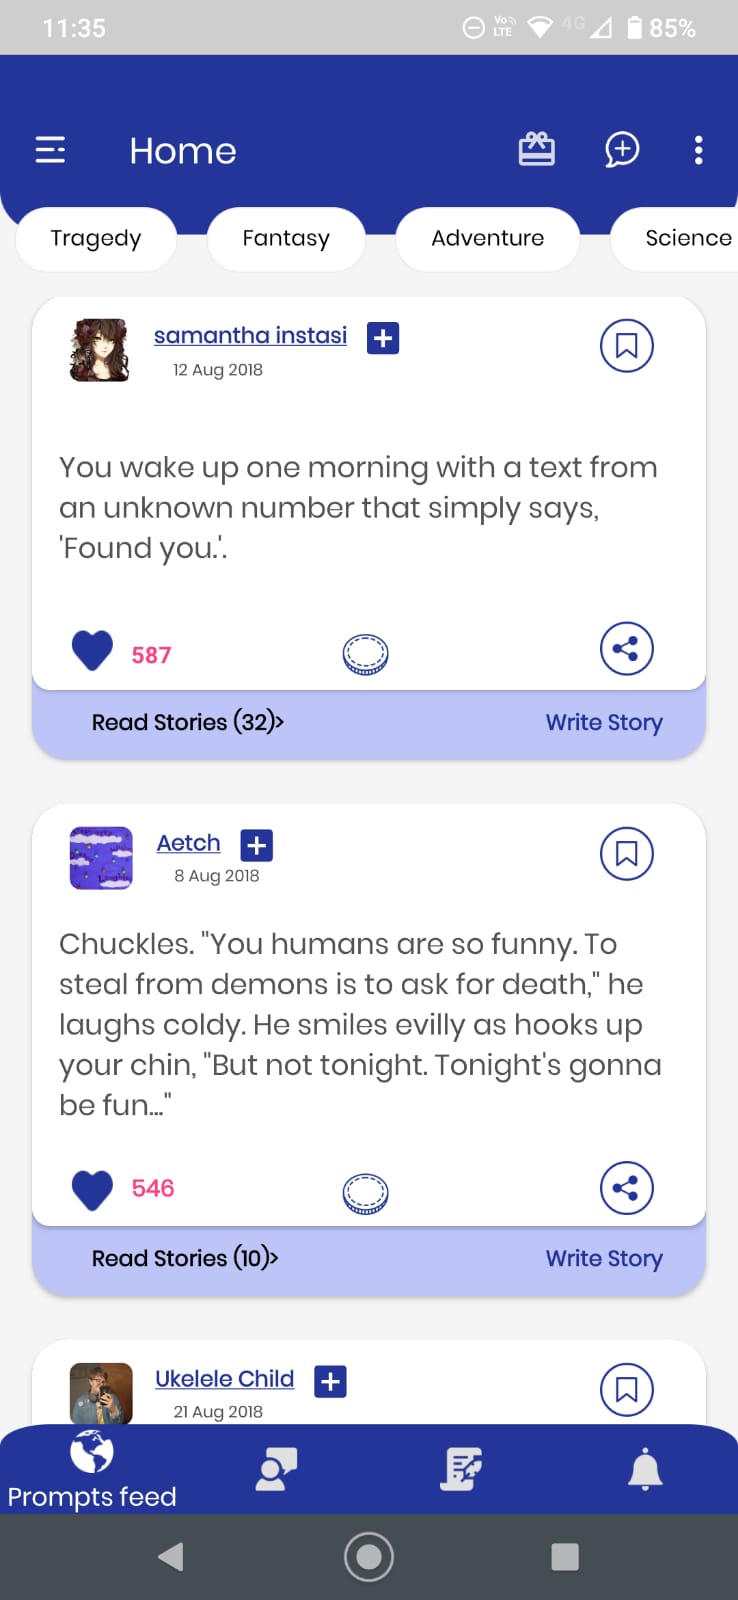 11:35
Vo LTE 4G 85%
Home
Tragedy Fantasy Adventure Science
samantha instasi
12 Aug 2018
You wake up one morning with a text from
an unknown number that simply says,
'Found you.'.
587
Read Stories (32)> Write Story
Aetch
8 Aug 2018
Chuckles. "You humans are so funny. To
steal from demons is to ask for death," he
laughs coldy. He smiles evilly as hooks up
your chin, "But not tonight. Tonight's gonna
be fun..."
546
Read Stories (10)> Write Story
Ukelele Child
21 Aug 2018
Prompts feed